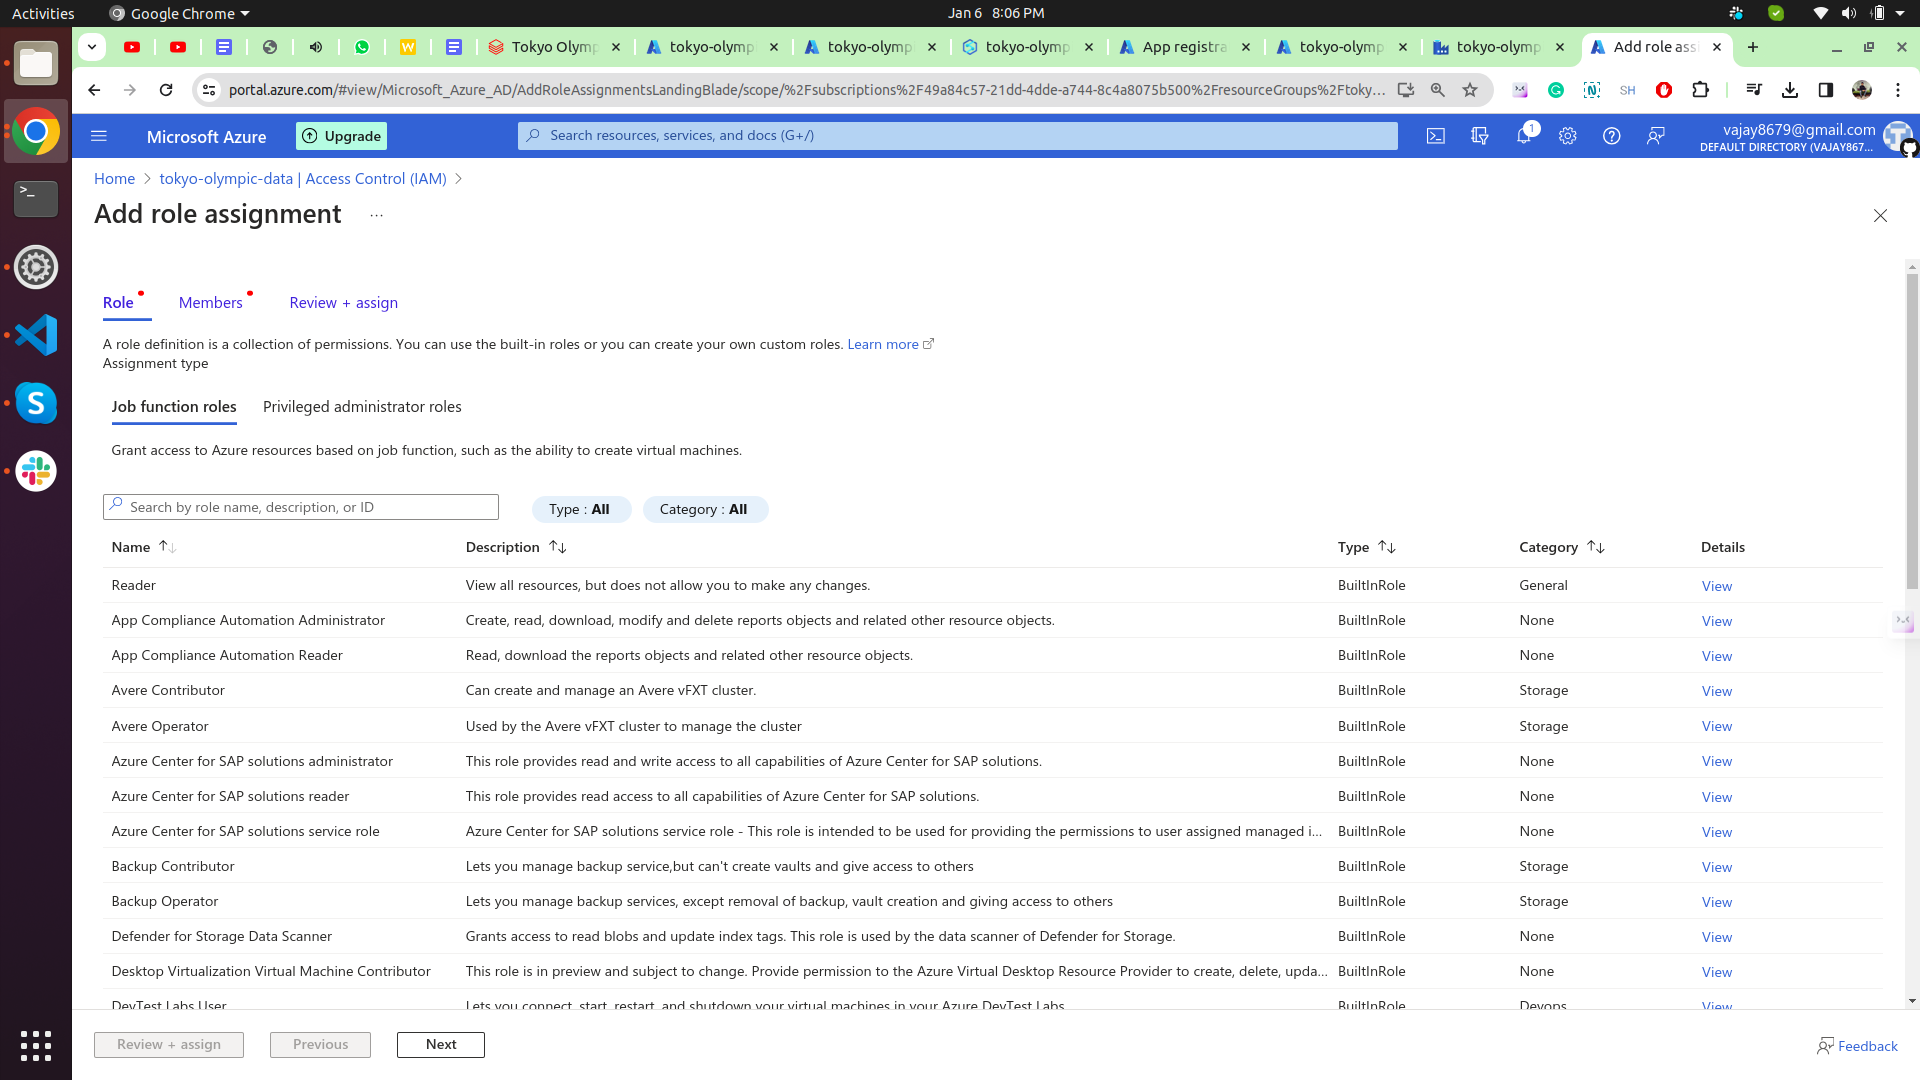 Activities
Google Chrome
Jan 6 8:06 PM
Tokyo Olymp
tokyo-olymp
tokyo-olymp
tokyo-olymp
App registra
tokyo-olymp
tokyo-olymp
Add role ass
portal.azure.com/#view/Microsoft_Azure_AD/AddRoleAssignmentsLandingBlade/scope/%2Fsubscriptions%2F49a84c57-21dd-4dde-a744-8c4a8075b500%2FresourceGroups%2Ftoky...
SH
Microsoft Azure
Upgrade
Search resources, services, and docs (G+/)
1
vajay8679@gmail.com
DEFAULT DIRECTORY (VAJAY867...
Home
tokyo-olympic-data | Access Control (IAM)
Add role assignment
...
Role
Members
Review + assign
A role definition is a collection of permissions. You can use the built-in roles or you can create your own custom roles. Learn more
Assignment type
Job function roles
Privileged administrator roles
Grant access to Azure resources based on job function, such as the ability to create virtual machines.
Search by role name, description, or ID
Type : All
Category : All
Name Description Type Category Details
Reader View all resources, but does not allow you to make any changes. BuiltInRole General View
App Compliance Automation Administrator Create, read, download, modify and delete reports objects and related other resource objects. BuiltInRole None View
App Compliance Automation Reader Read, download the reports objects and related other resource objects. BuiltInRole None View
Avere Contributor Can create and manage an Avere vFXT cluster. BuiltInRole Storage View
Avere Operator Used by the Avere vFXT cluster to manage the cluster BuiltInRole Storage View
Azure Center for SAP solutions administrator This role provides read and write access to all capabilities of Azure Center for SAP solutions. BuiltInRole None View
Azure Center for SAP solutions reader This role provides read access to all capabilities of Azure Center for SAP solutions. BuiltInRole None View
Azure Center for SAP solutions service role Azure Center for SAP solutions service role - This role is intended to be used for providing the permissions to user assigned managed i... BuiltInRole None View
Backup Contributor Lets you manage backup service,but can't create vaults and give access to others BuiltInRole Storage View
Backup Operator Lets you manage backup services, except removal of backup, vault creation and giving access to others BuiltInRole Storage View
Defender for Storage Data Scanner Grants access to read blobs and update index tags. This role is used by the data scanner of Defender for Storage. BuiltInRole None View
Desktop Virtualization Virtual Machine Contributor This role is in preview and subject to change. Provide permission to the Azure Virtual Desktop Resource Provider to create, delete, upda... BuiltInRole None View
DevTest Labs User Lets you connect, start, restart, and shutdown your virtual machines in your Azure DevTest Labs. BuiltInRole Devops View
Review + assign
Previous
Next
Feedback